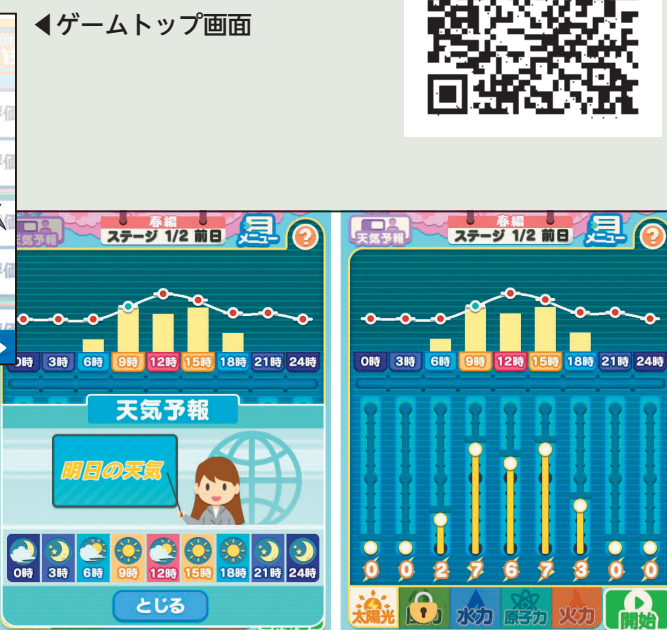 ◀ゲームトップ画面
天気予報
春編
ステージ 1/2 前日
メニュー
?
0時 3時 6時 9時 12時 15時 18時 21時 24時
天気予報
明日の天気
0時 3時 6時 9時 12時 15時 18時 21時 24時
とじる
天気予報
春編
ステージ 1/2 前日
メニュー
?
0時 3時 6時 9時 12時 15時 18時 21時 24時
0 0 2 7 6 7 3 0 0
太陽光 水力 原子力 火力 開始